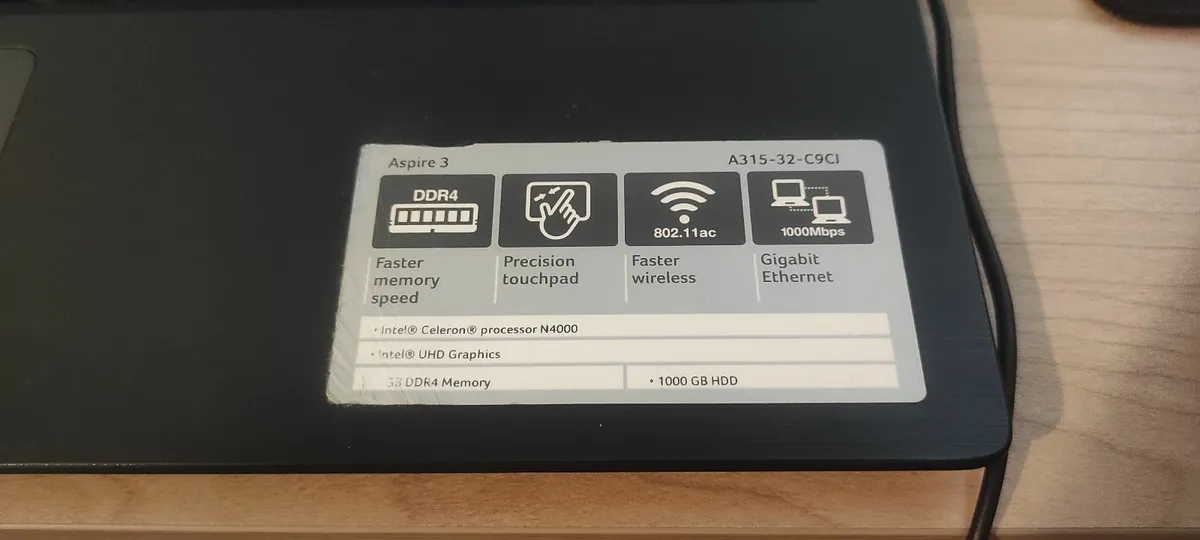 Aspire 3
A315-32-C9CJ
DDR4
802.11ac
1000Mbps
Faster
memory
speed
Precision
touchpad
Faster
wireless
Gigabit
Ethernet
• Intel® Celeron® processor N4000
• Intel® UHD Graphics
GB DDR4 Memory
• 1000 GB HDD